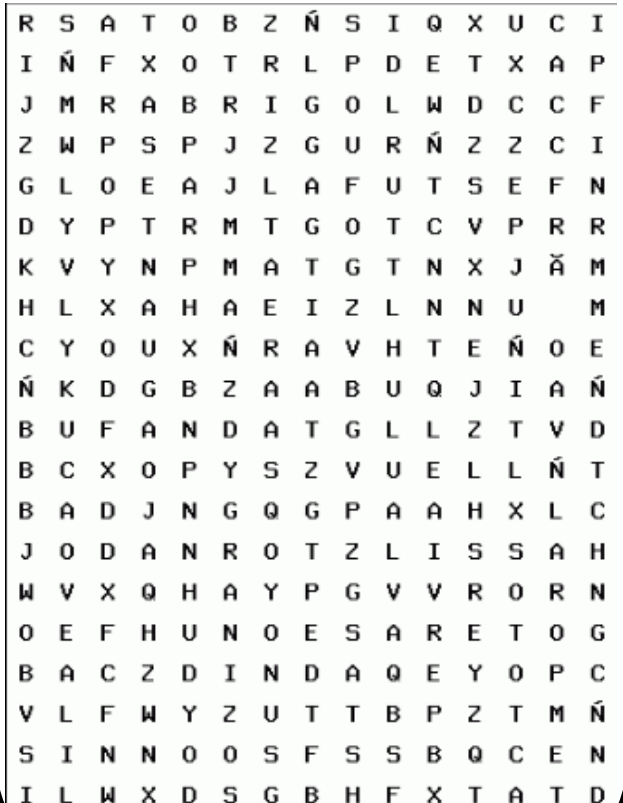 R S A T O B Z Ñ S I Q X U C I
I Ñ F X O T R L P D E T X A P
J M R A B R I G O L W D C C F
Z W P S P J Z G U R Ñ Z Z C I
G L O E A J L A F U T S E F N
D Y P T R M T G O T C V P R R
K V Y N P M A T G T N X J Ă M
H L X A H A E I Z L N N U M
C Y O U X Ñ R A V H T E Ñ O E
Ñ K D G B Z A A B U Q J I A Ñ
B U F A N D A T G L L Z T V D
B C X O P Y S Z V U E L L Ñ T
B A D J N G Q G P A A H X L C
J O D A N R O T Z L I S S A H
W V X Q H A Y P G V V R O R N
O E F H U N O E S A R E T O G
B A C Z D I N D A Q E Y O P C
V L F W Y Z U T T B P Z T M Ñ
S I N N O O S F S S B Q C E N
I L W X D S G B H F X T A T D